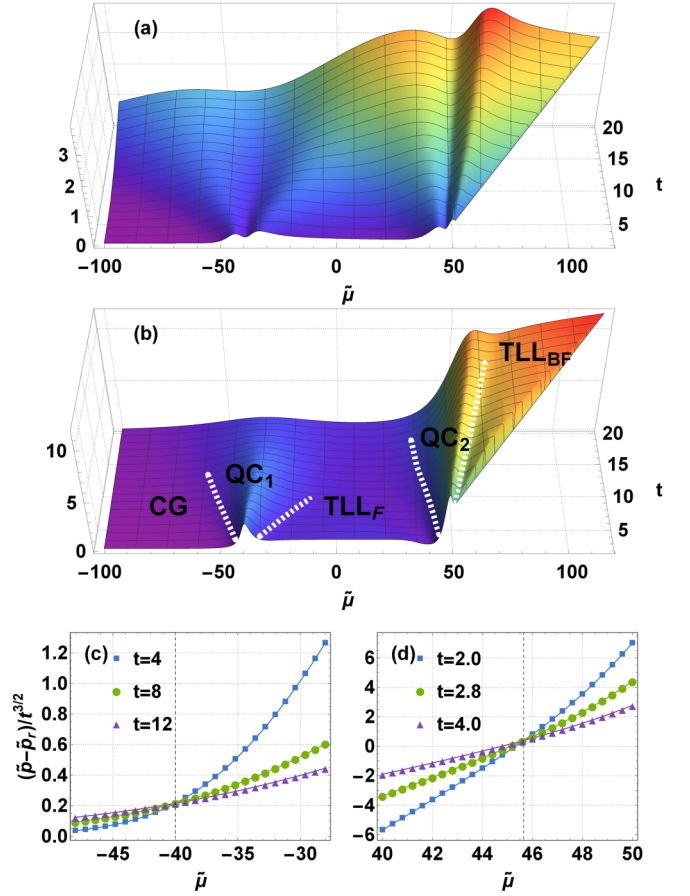 (a)
3
2
1
0
20
15
10
5
t
−100
−50
0
50
100
μ̃
(b)
TLL_BF
QC₂
QC₁
CG
TLL_F
10
5
0
20
15
10
5
t
−100
−50
0
50
100
μ̃
(p̃−p̃ᵣ)/t^3/2
(c)
t=4
t=8
t=12
1.2
1.0
0.8
0.6
0.4
0.2
0.0
−45
−40
−35
−30
μ̃
(d)
t=2.0
t=2.8
t=4.0
6
4
2
0
−2
−4
−6
40
42
44
46
48
50
μ̃